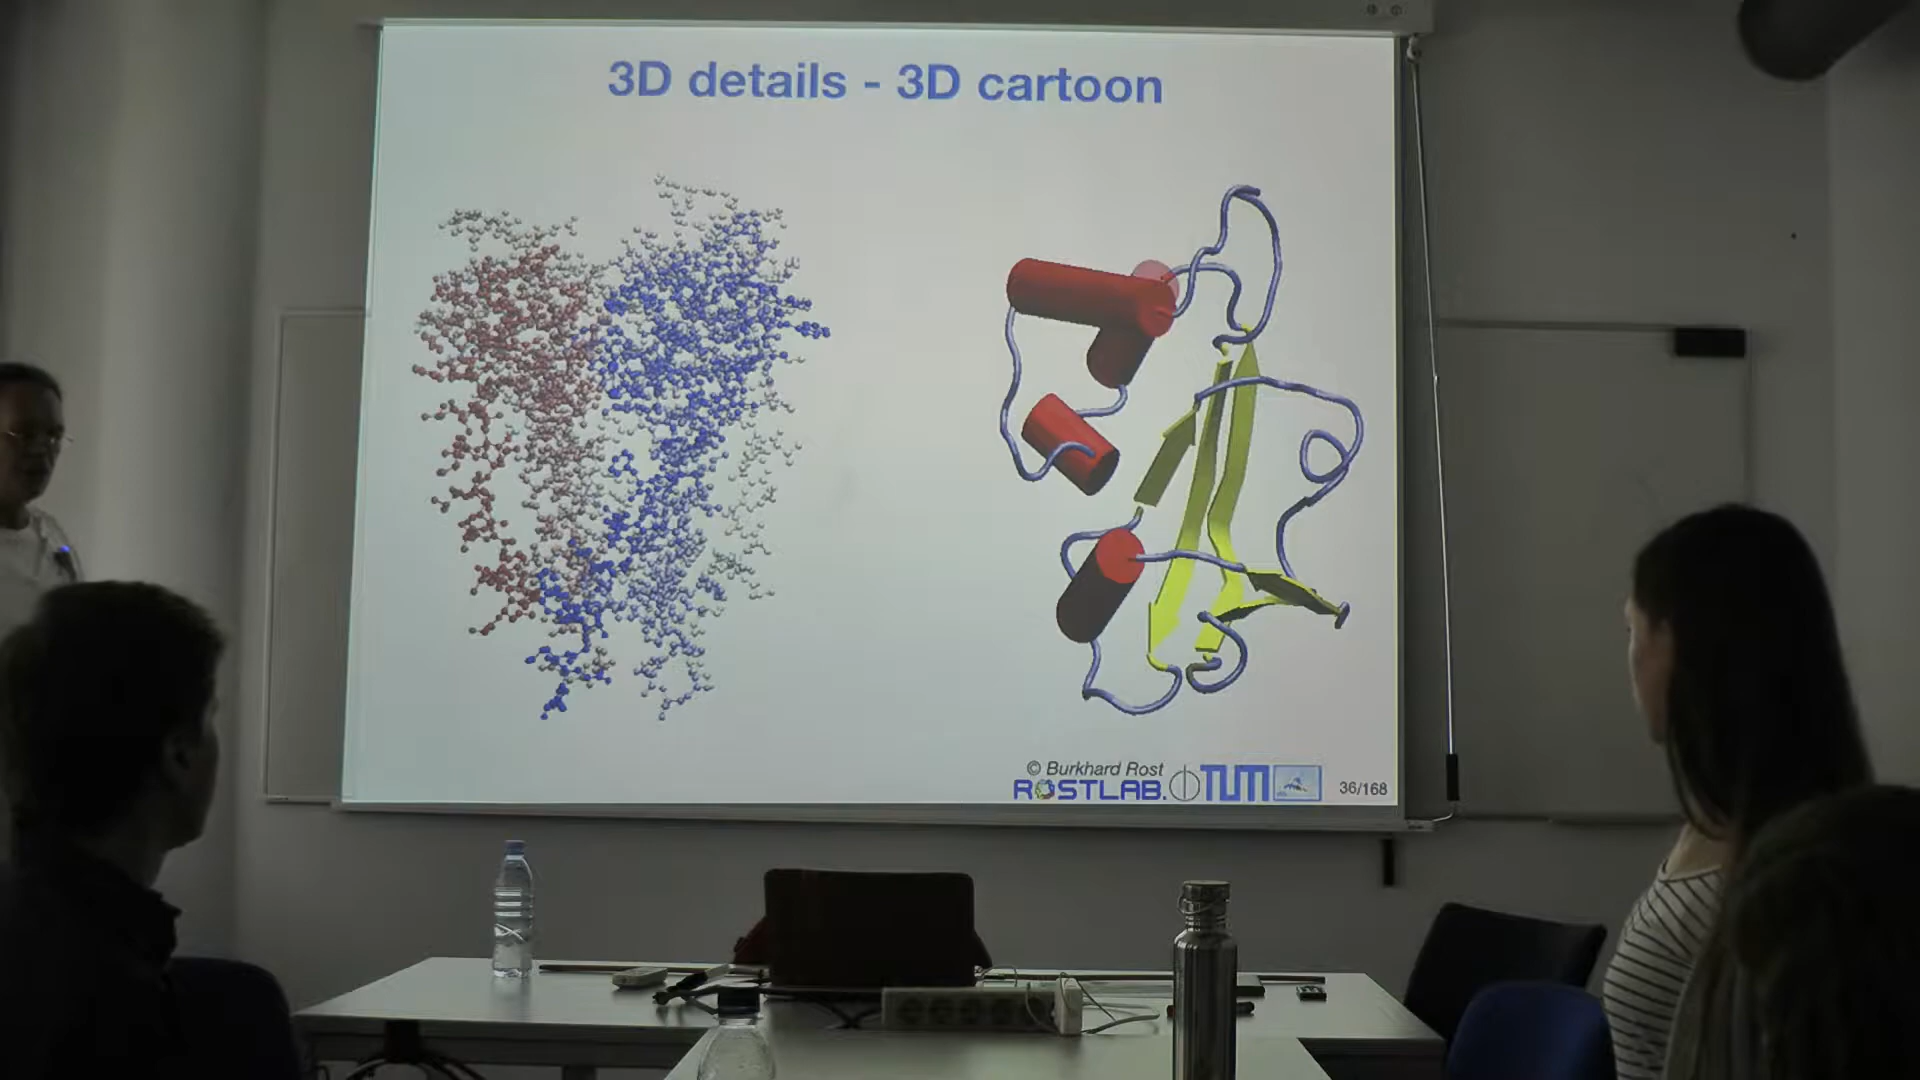 3D details - 3D cartoon
© Burkhard Rost
ROSTLAB.
TUM
36/168